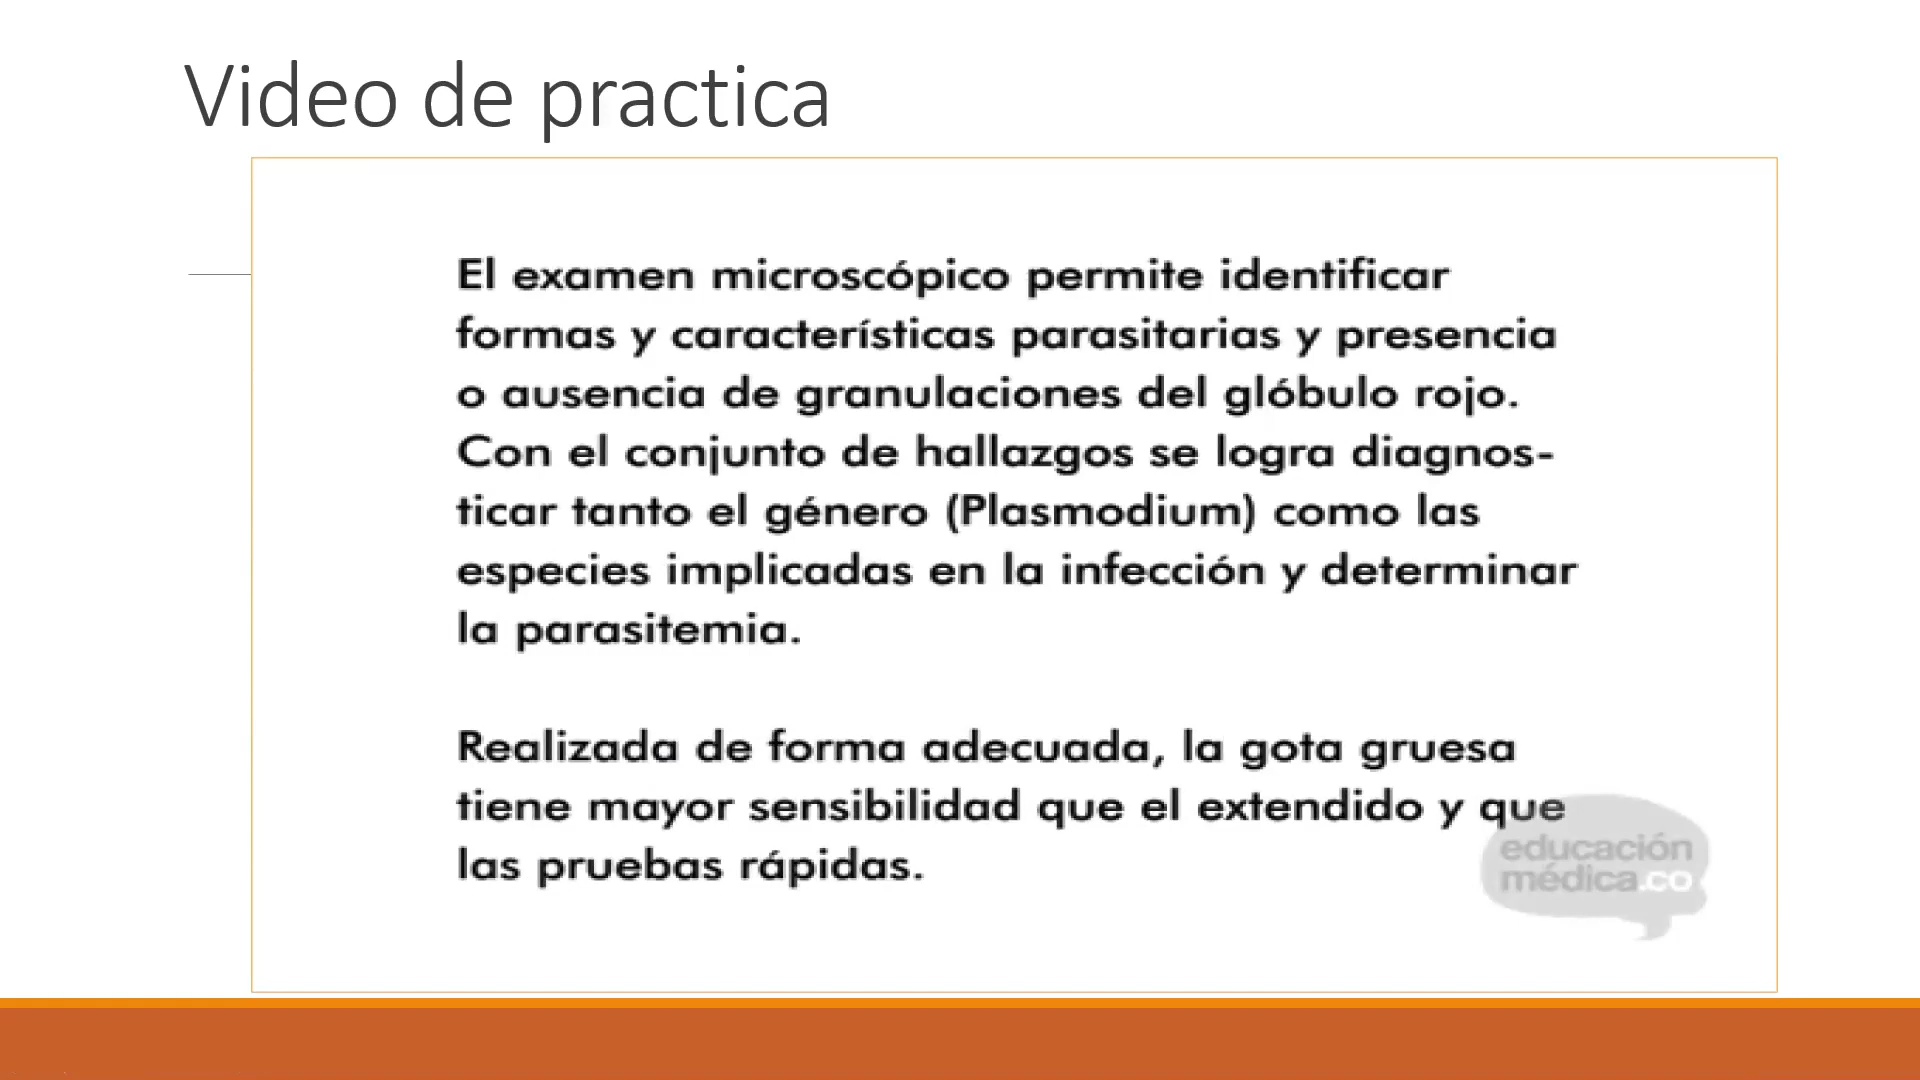 Video de practica
El examen microscópico permite identificar
formas y características parasitarias y presencia
o ausencia de granulaciones del glóbulo rojo.
Con el conjunto de hallazgos se logra diagnos-
ticar tanto el género (Plasmodium) como las
especies implicadas en la infección y determinar
la parasitemia.
Realizada de forma adecuada, la gota gruesa
tiene mayor sensibilidad que el extendido y que
las pruebas rápidas.
educación
médica.co